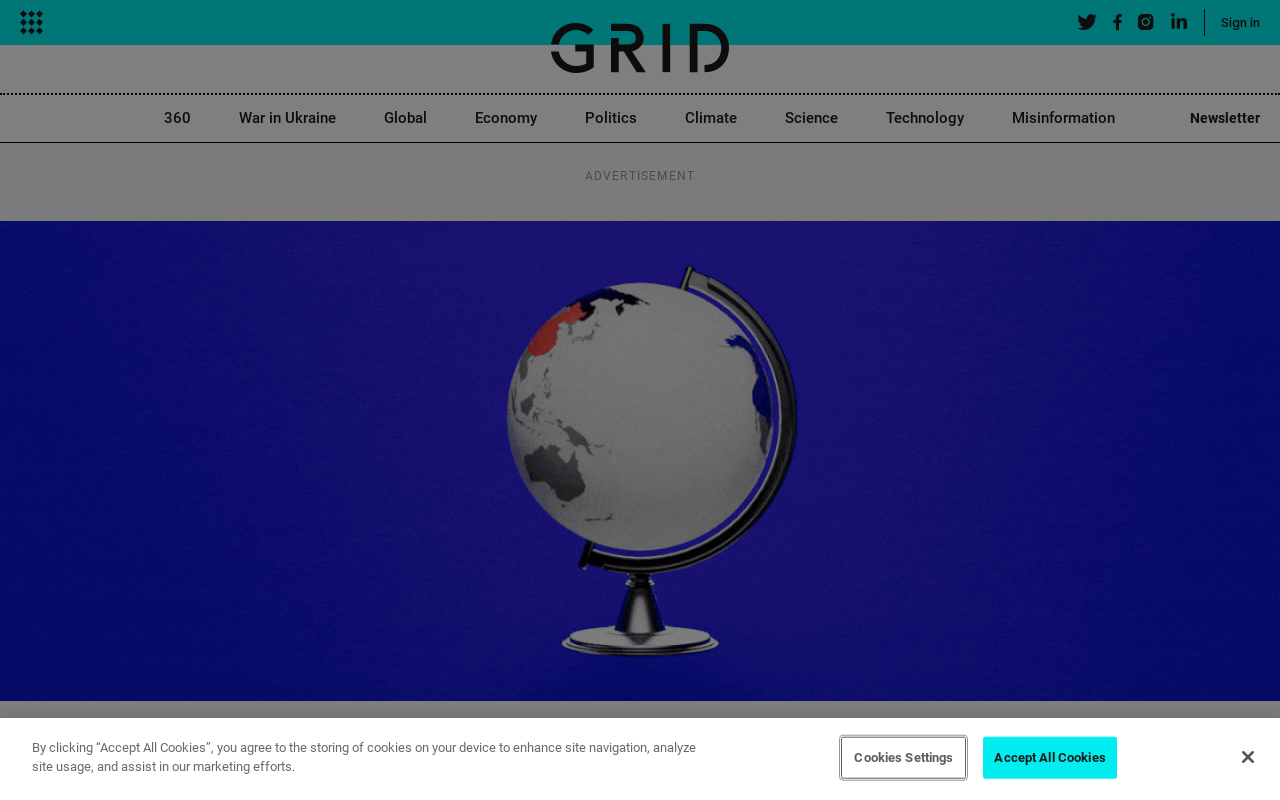 GRID
Sign in
360
War in Ukraine
Global
Economy
Politics
Climate
Science
Technology
Misinformation
Newsletter
ADVERTISEMENT
By clicking “Accept All Cookies”, you agree to the storing of cookies on your device to enhance site navigation, analyze
site usage, and assist in our marketing efforts.
Cookies Settings
Accept All Cookies